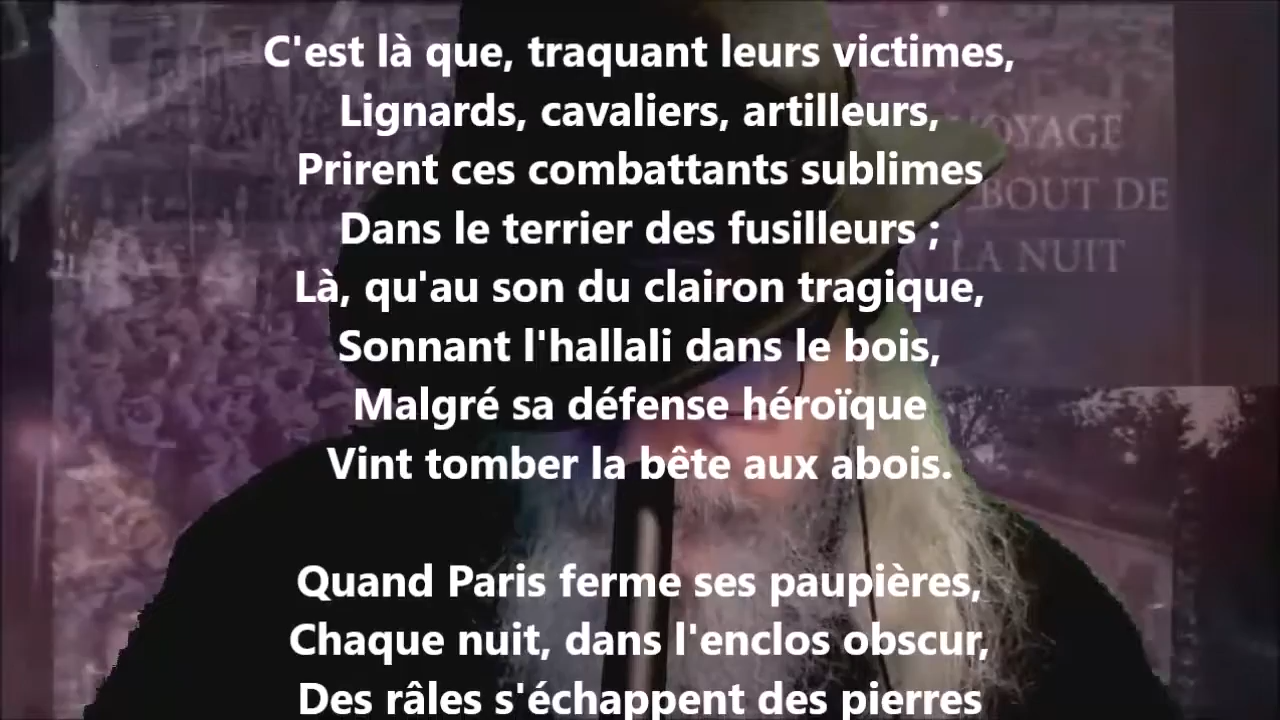 C'est là que, traquant leurs victimes,
Lignards, cavaliers, artilleurs,
Prirent ces combattants sublimes
Dans le terrier des fusilleurs ;
Là, qu'au son du clairon tragique,
Sonnant l'hallali dans le bois,
Malgré sa défense héroïque
Vint tomber la bête aux abois.
Quand Paris ferme ses paupières,
Chaque nuit, dans l'enclos obscur,
Des râles s'échappent des pierres
VOYAGE
BOUT DE
LA NUIT